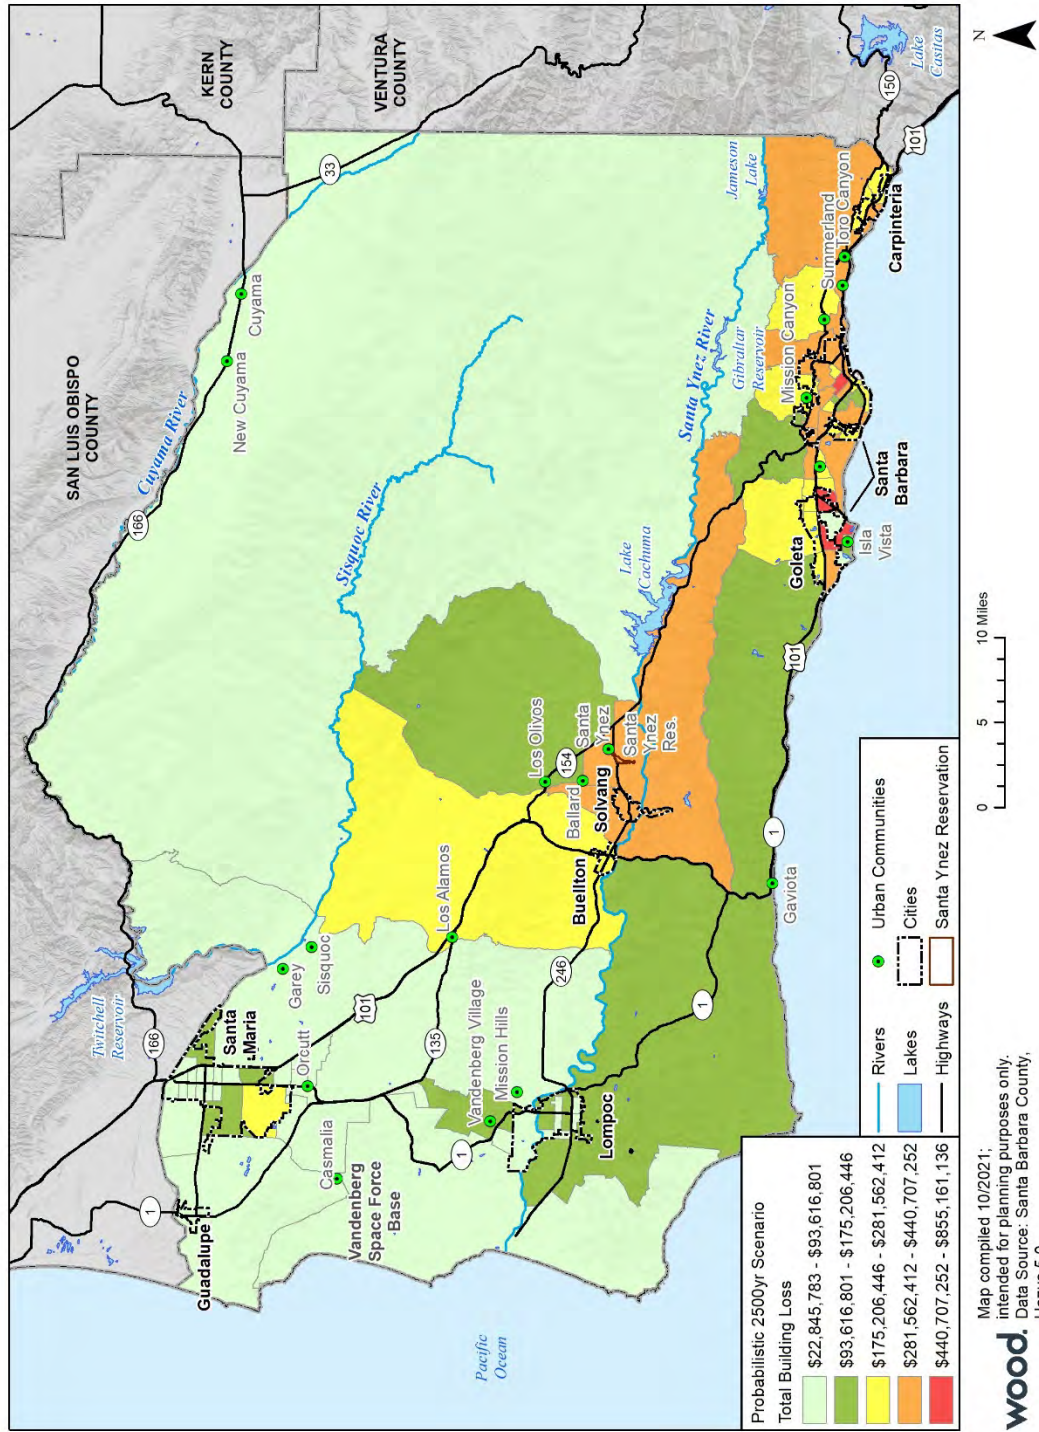 SAN LUIS OBISPO
COUNTY
KERN
COUNTY
VENTURA
COUNTY
Twitchell
Reservoir
166
Cuyama River
166
New Cuyama
Cuyama
33
1
Guadalupe
Santa
Maria
Orcutt
Garey
Sisquoc
Sisquoc River
Casmalia
Vandenberg
Space Force
Base
101
135
Los Alamos
1
Vandenberg Village
Mission Hills
Lompoc
246
Buellton
Los Olivos
154
Ballard
Santa
Ynez
Solvang
Santa
Ynez
Res.
Lake
Cachuma
Santa Ynez River
Gibraltar
Reservoir
Jameson
Lake
Lake
Casitas
150
101
Mission Canyon
Summerland
Toro Canyon
Carpinteria
Goleta
Isla
Vista
Santa
Barbara
101
1
1
Gaviota
Pacific
Ocean
Probabilistic 2500yr Scenario
Total Building Loss
$22,845,783 - $93,616,801
$93,616,801 - $175,206,446
$175,206,446 - $281,562,412
$281,562,412 - $440,707,252
$440,707,252 - $855,161,136
Rivers
Lakes
Highways
Urban Communities
Cities
Santa Ynez Reservation
0 5 10 Miles
N
wood.
Map compiled 10/2021;
intended for planning purposes only.
Data Source: Santa Barbara County,